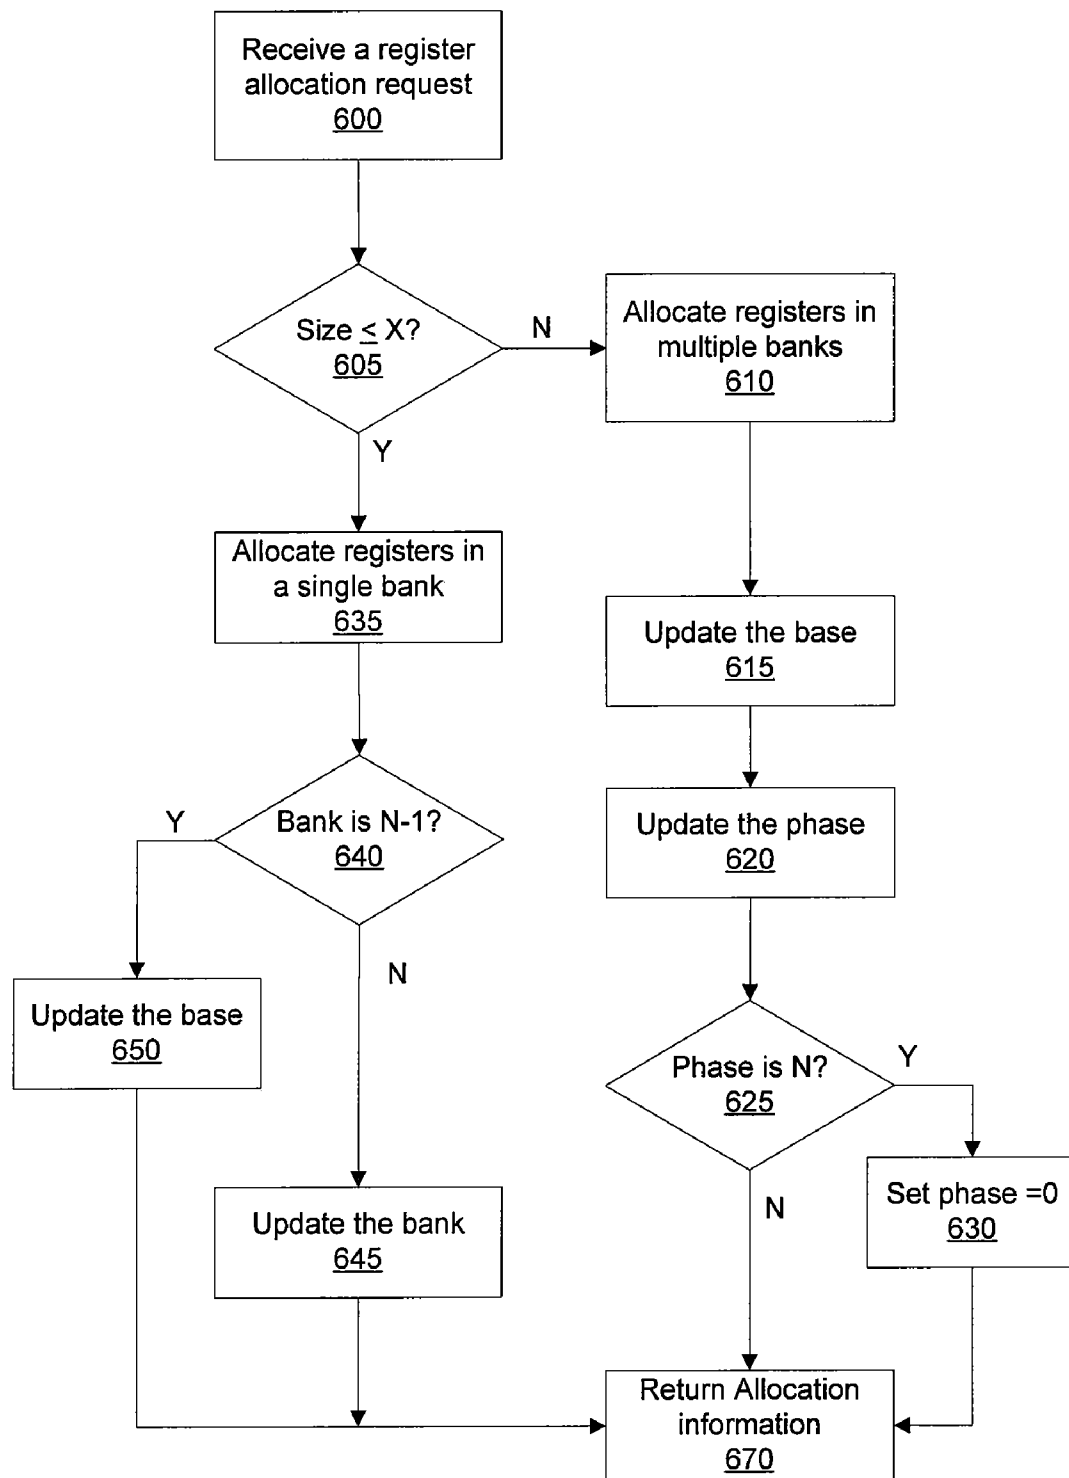 Receive a register
allocation request
600
Size ≤ X?
605
N
Y
Allocate registers in
multiple banks
610
Allocate registers in
a single bank
635
Update the base
615
Update the phase
620
Bank is N-1?
640
Y
N
Update the base
650
Phase is N?
625
Y
N
Set phase =0
630
Update the bank
645
Return Allocation
information
670